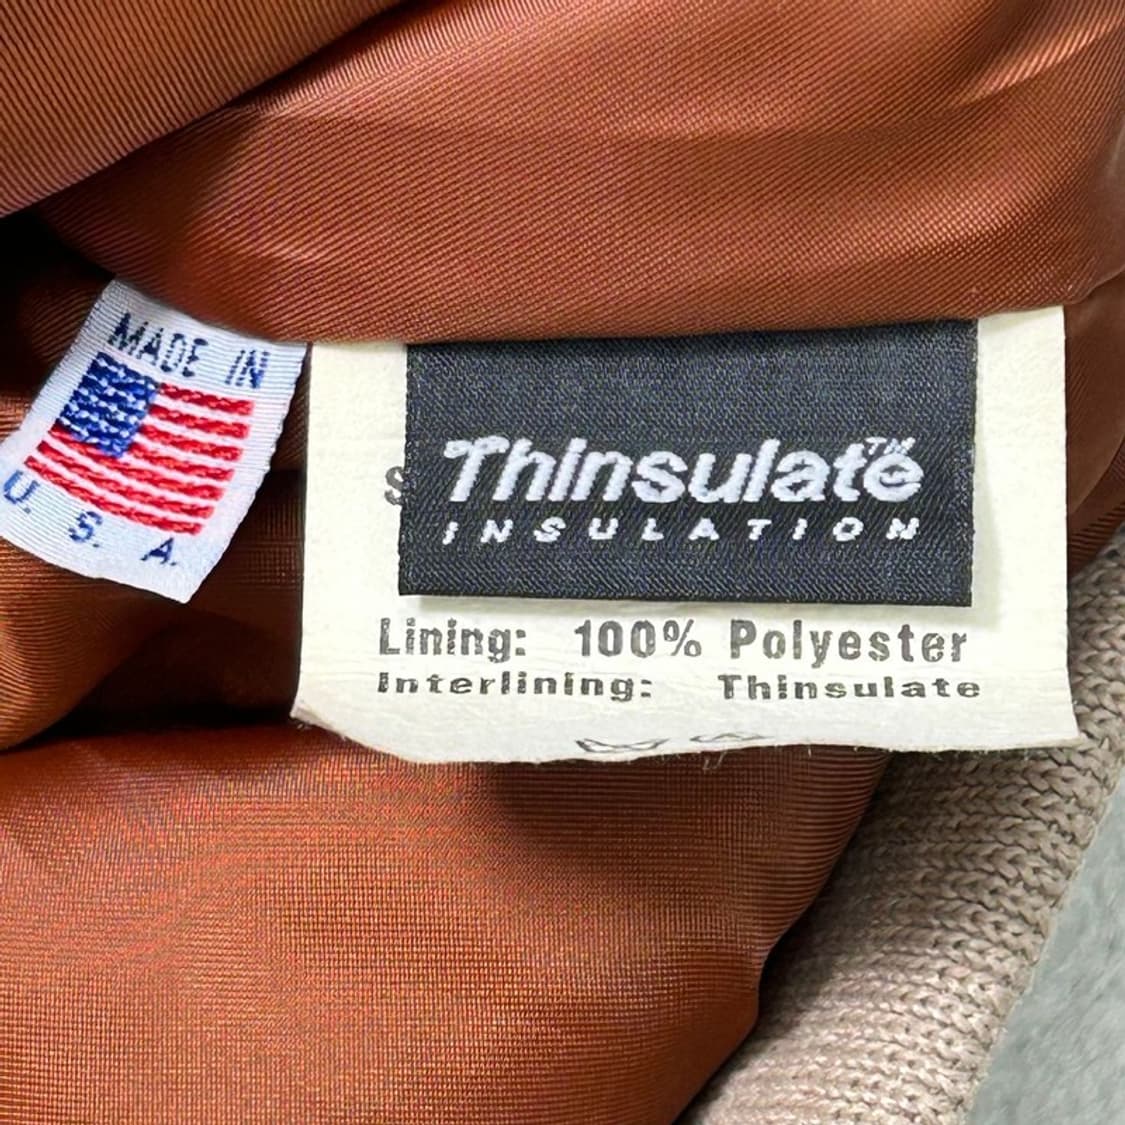 MADE IN
U. S. A.
Thinsulate™
INSULATION
Lining: 100% Polyester
Interlining: Thinsulate